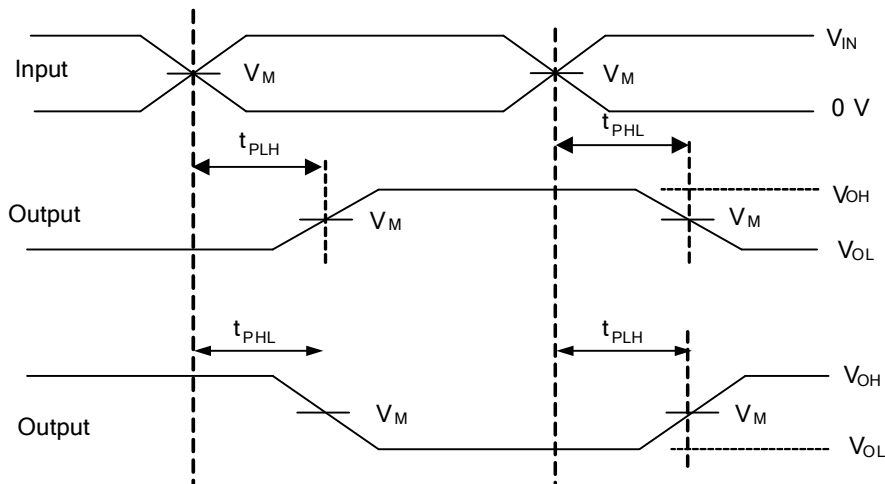 V_IN
Input
V_M
V_M
0 V
t_PLH
t_PHL
V_OH
Output
V_M
V_M
V_OL
t_PHL
t_PLH
V_OH
V_M
V_M
Output
V_OL